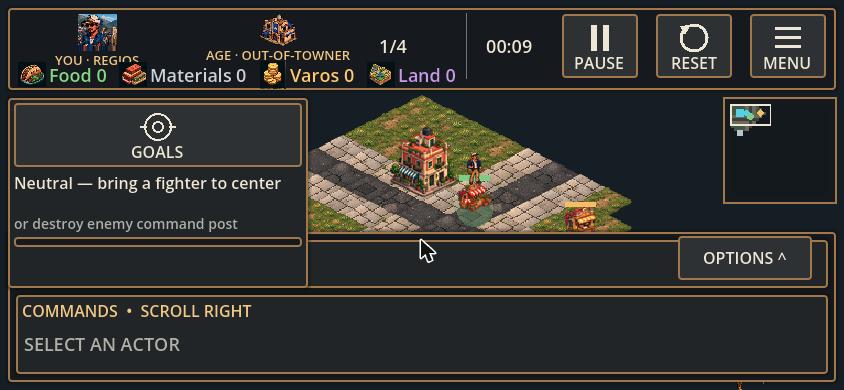 YOU · REGIOS
AGE · OUT-OF-TOWNER
1/4
00:09
PAUSE
RESET
MENU
Food 0
Materials 0
Varos 0
Land 0
GOALS
Neutral — bring a fighter to center
or destroy enemy command post
OPTIONS ^
COMMANDS • SCROLL RIGHT
SELECT AN ACTOR